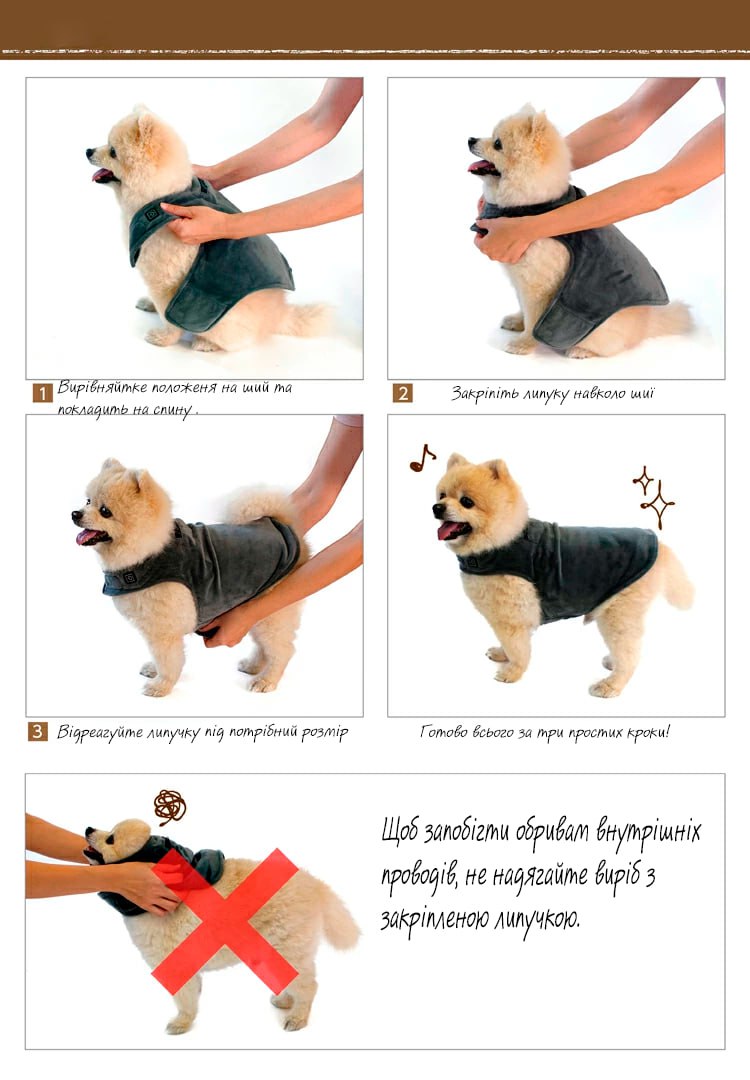 1 Вирівняйтке положеня на ший та
покладить на спину .
2 Закріпіть липуку навколо шиї
3 Відреагуйте липучку під потрібний розмір
Готово всього за три простих кроки!
Щоб запобігти обривам внутрішніх
проводів, не надягайте виріб з
закріпленою липучкою.